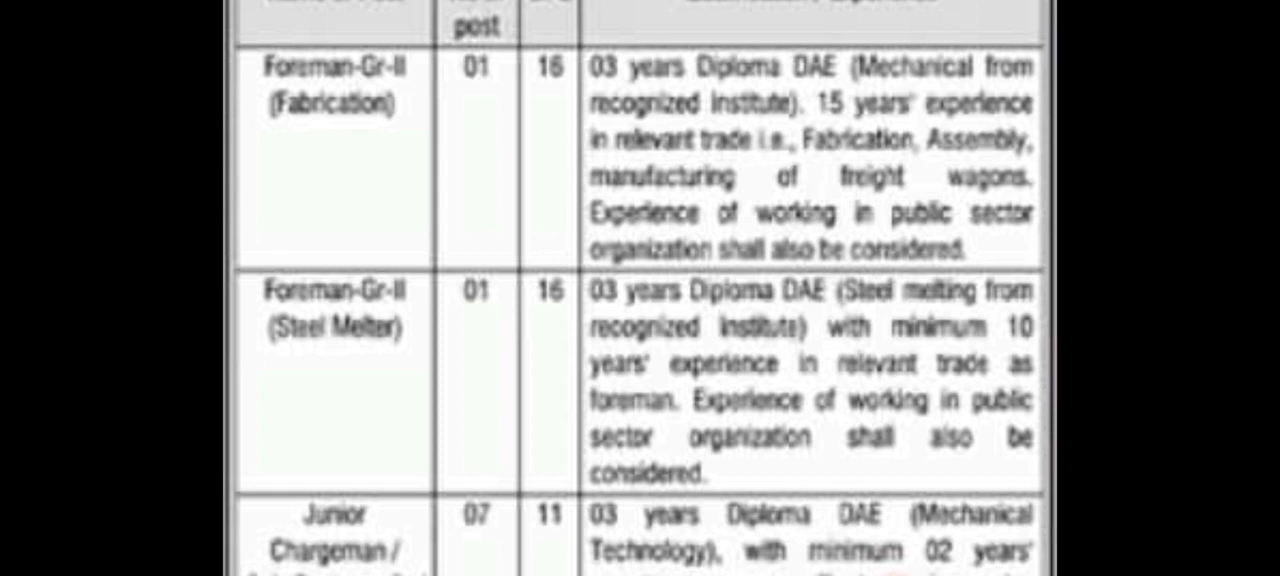 post
Foreman-Gr-II 01 16 03 years Diploma DAE (Mechanical from
(Fabrication) recognized institute). 15 years' experience
in relevant trade i.e., Fabrication, Assembly,
manufacturing of freight wagons.
Experience of working in public sector
organization shall also be considered.
Foreman-Gr-II 01 16 03 years Diploma DAE (Steel melting from
(Steel Melter) recognized institute) with minimum 10
years' experience in relevant trade as
foreman. Experience of working in public
sector organization shall also be
considered.
Junior 07 11 03 years Diploma DAE (Mechanical
Chargeman / Technology), with minimum 02 years'